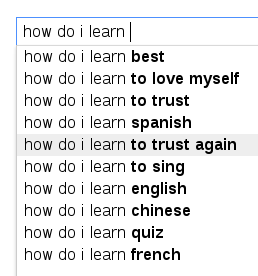 how do i learn
how do i learn best
how do i learn to love myself
how do i learn to trust
how do i learn spanish
how do i learn to trust again
how do i learn to sing
how do i learn english
how do i learn chinese
how do i learn quiz
how do i learn french